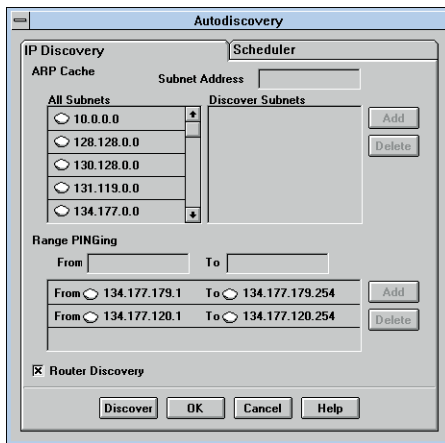 Autodiscovery
IP Discovery
Scheduler
ARP Cache
Subnet Address
All Subnets
Discover Subnets
10.0.0.0
128.128.0.0
130.128.0.0
131.119.0.0
134.177.0.0
Add
Delete
Range PINGing
From
To
From 134.177.179.1 To 134.177.179.254
From 134.177.120.1 To 134.177.120.254
Add
Delete
Router Discovery
Discover
OK
Cancel
Help